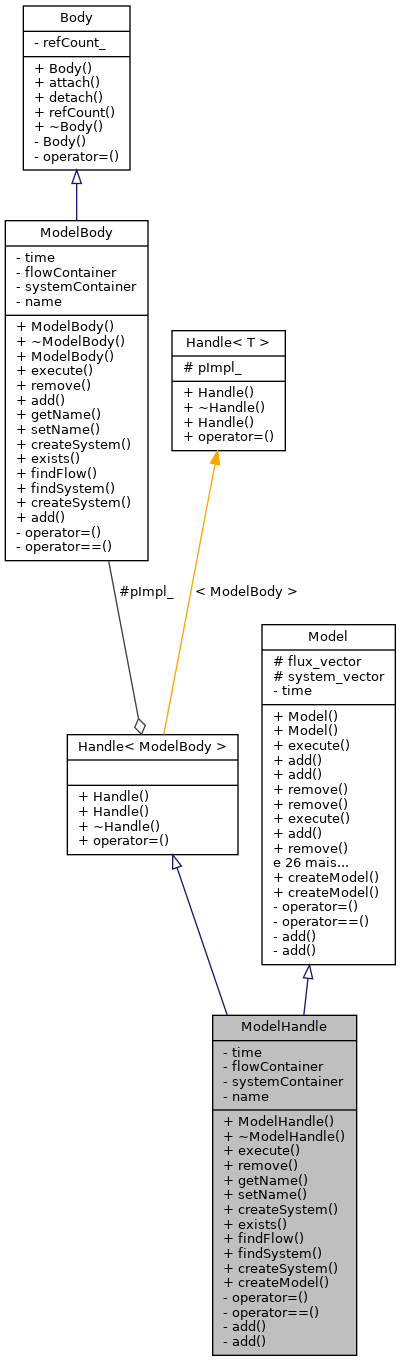 Body
- refCount_
+ Body()
+ attach()
+ detach()
+ refCount()
+ ~Body()
- Body()
- operator=()
ModelBody
- time
- flowContainer
- systemContainer
- name
+ ModelBody()
+ ~ModelBody()
+ ModelBody()
+ execute()
+ remove()
+ add()
+ getName()
+ setName()
+ createSystem()
+ exists()
+ findFlow()
+ findSystem()
+ createSystem()
+ add()
- operator=()
- operator==()
Handle< T >
# pImpl_
+ Handle()
+ ~Handle()
+ Handle()
+ operator=()
#pImpl_
< ModelBody >
Handle< ModelBody >
+ Handle()
+ Handle()
+ ~Handle()
+ operator=()
Model
# flux_vector
# system_vector
- time
+ Model()
+ Model()
+ execute()
+ add()
+ add()
+ remove()
+ remove()
+ execute()
+ add()
+ remove()
e 26 mais...
+ createModel()
+ createModel()
- operator=()
- operator==()
- add()
- add()
ModelHandle
- time
- flowContainer
- systemContainer
- name
+ ModelHandle()
+ ~ModelHandle()
+ execute()
+ remove()
+ getName()
+ setName()
+ createSystem()
+ exists()
+ findFlow()
+ findSystem()
+ createSystem()
+ createModel()
- operator=()
- operator==()
- add()
- add()